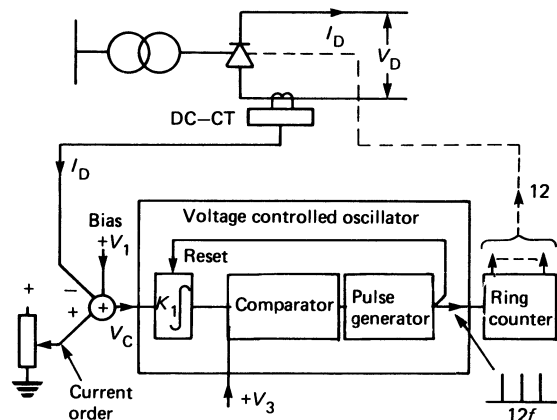 I_D
V_D
DC–CT
12
I_D
Bias
+V_1
Voltage controlled oscillator
Reset
+
−
+
+
V_C
K_1 ∫
Comparator
Pulse
generator
Ring
counter
Current
order
+V_3
12f